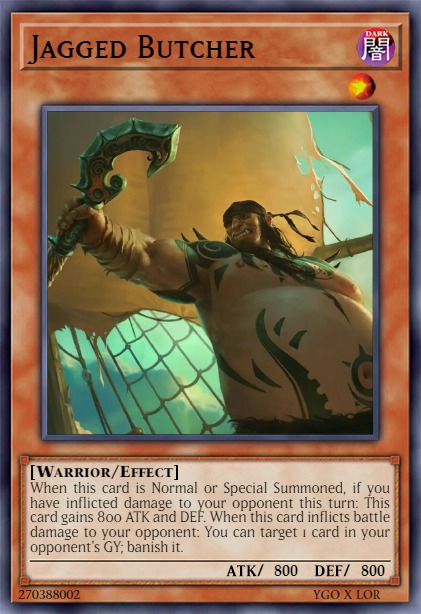 Jagged Butcher
DARK
闇
[Warrior/Effect]
When this card is Normal or Special Summoned, if you
have inflicted damage to your opponent this turn: This
card gains 800 ATK and DEF. When this card inflicts battle
damage to your opponent: You can target 1 card in your
opponent's GY; banish it.
ATK/ 800 DEF/ 800
270388002 YGO X LOR